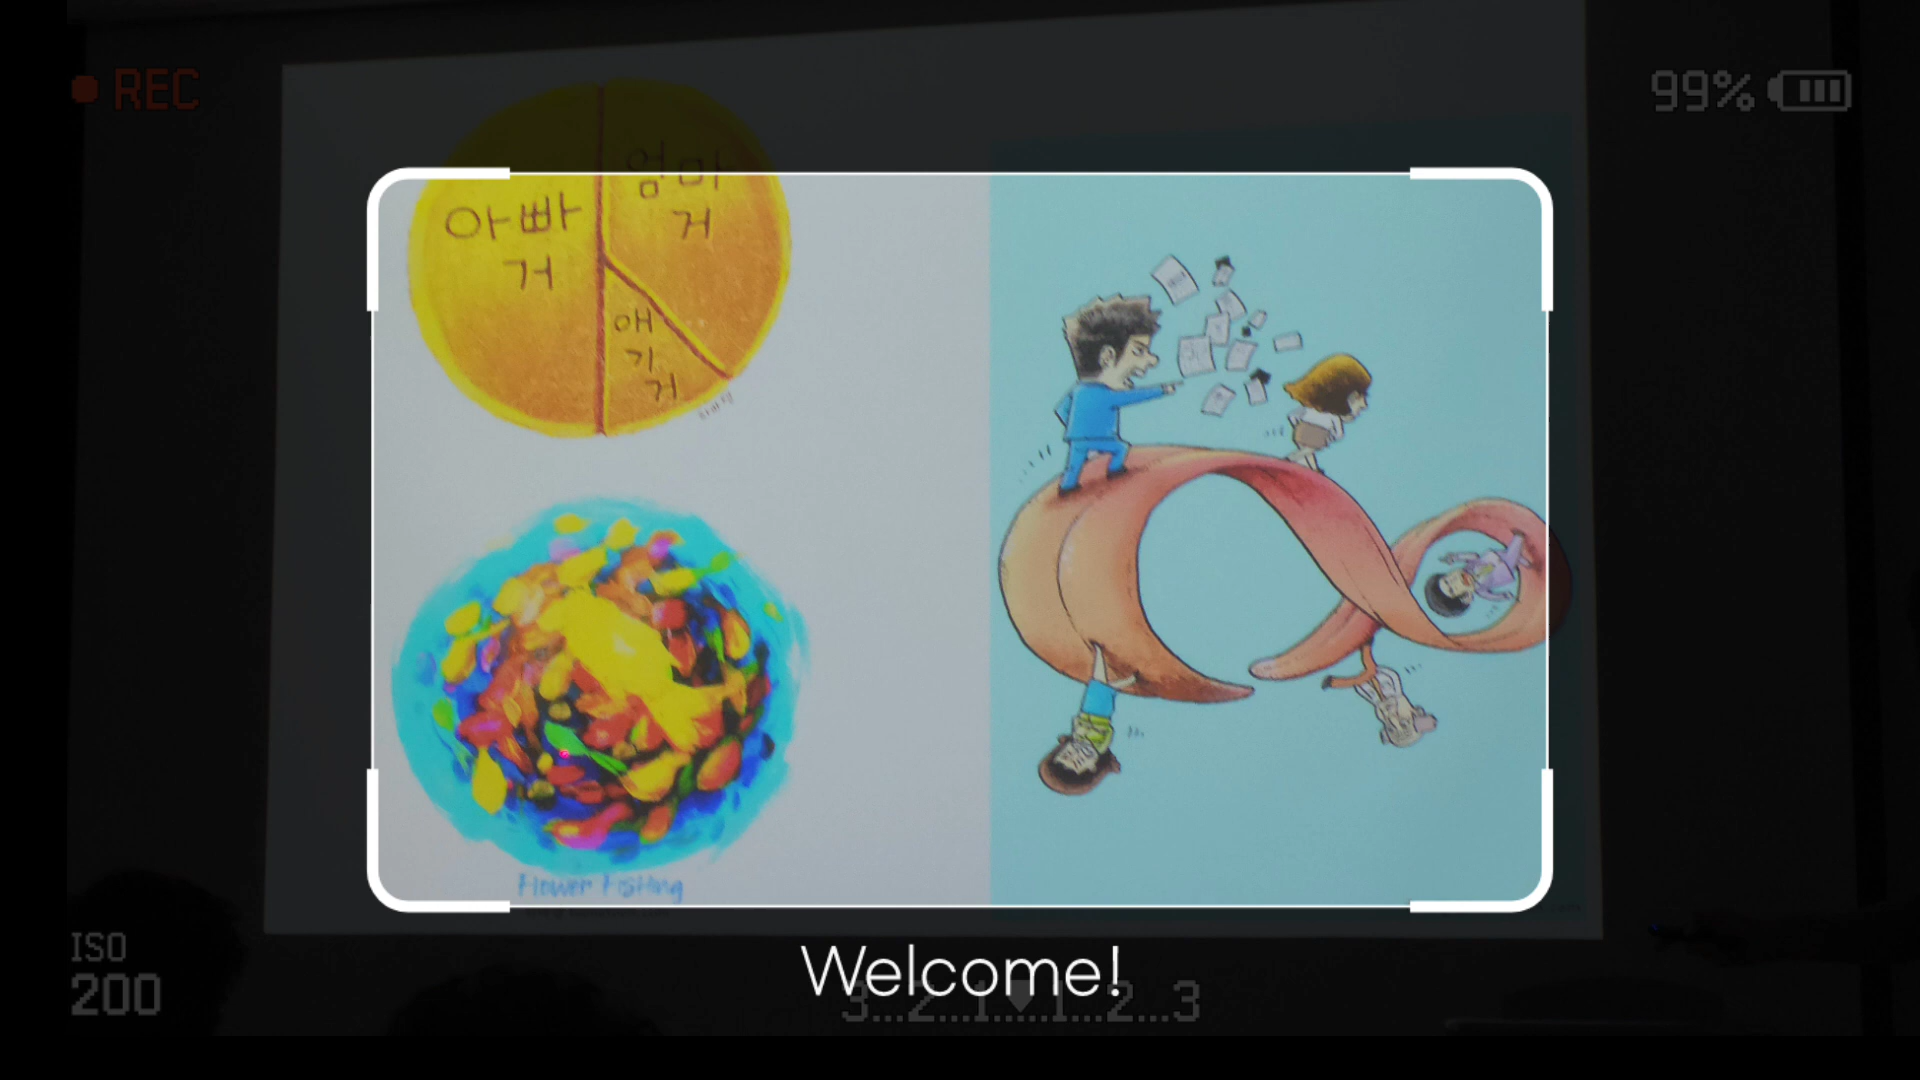 REC
99%
엄마
거
아빠
거
애
기
거
Flower Fishing
ISO
200
Welcome!
3...2...1.....1...2...3